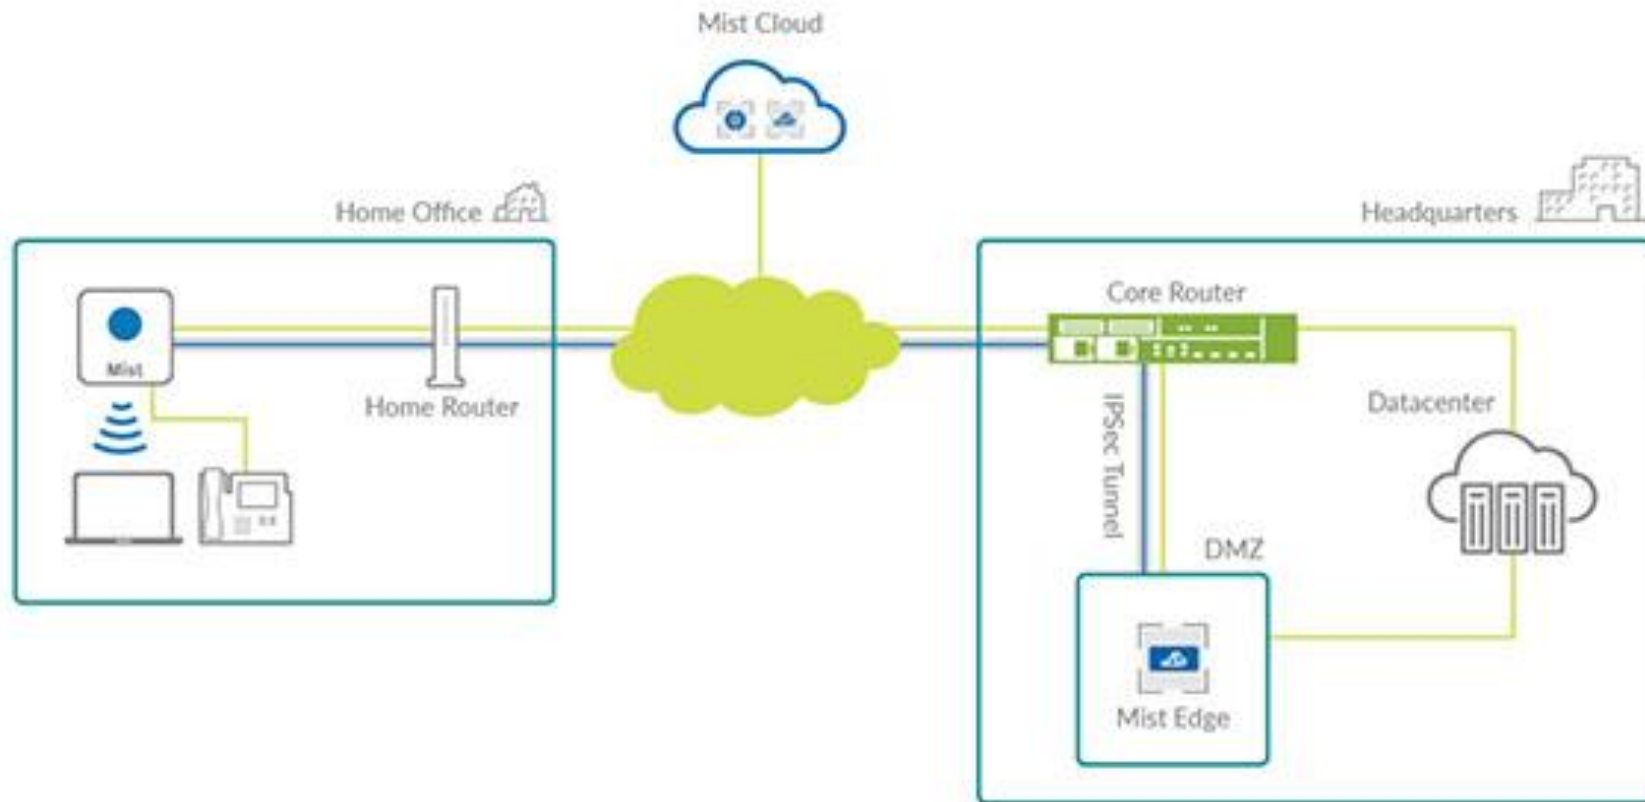 Mist Cloud
Home Office
Headquarters
Core Router
Mist
Home Router
Datacenter
IPSec Tunnel
DMZ
Mist Edge